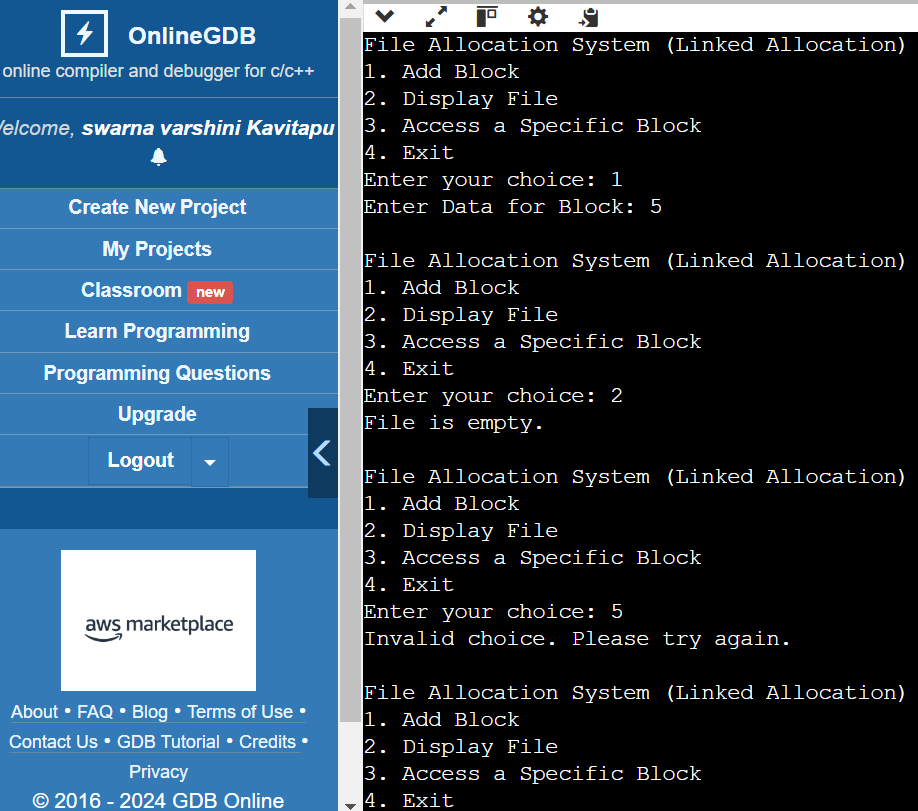 OnlineGDB
online compiler and debugger for c/c++
elcome, swarna varshini Kavitapu
Create New Project
My Projects
Classroom new
Learn Programming
Programming Questions
Upgrade
Logout
aws marketplace
About • FAQ • Blog • Terms of Use •
Contact Us • GDB Tutorial • Credits •
Privacy
© 2016 - 2024 GDB Online
File Allocation System (Linked Allocation)
1. Add Block
2. Display File
3. Access a Specific Block
4. Exit
Enter your choice: 1
Enter Data for Block: 5
File Allocation System (Linked Allocation)
1. Add Block
2. Display File
3. Access a Specific Block
4. Exit
Enter your choice: 2
File is empty.
File Allocation System (Linked Allocation)
1. Add Block
2. Display File
3. Access a Specific Block
4. Exit
Enter your choice: 5
Invalid choice. Please try again.
File Allocation System (Linked Allocation)
1. Add Block
2. Display File
3. Access a Specific Block
4. Exit